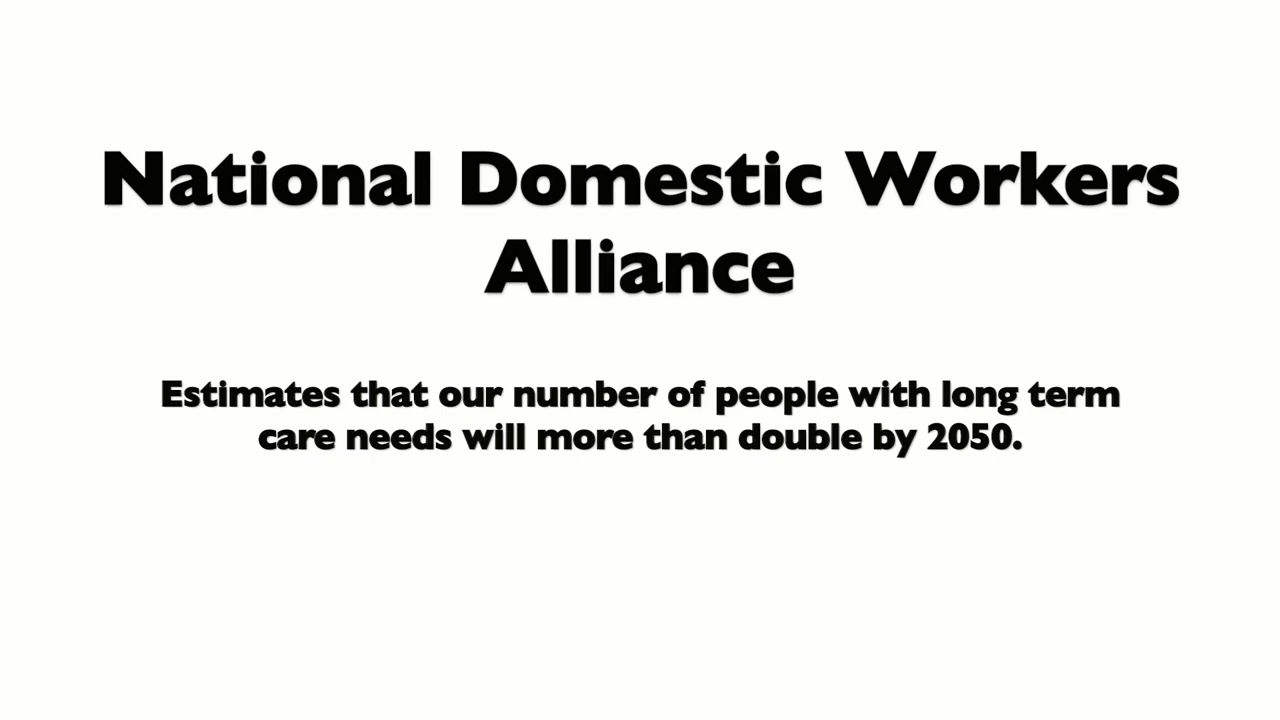 National Domestic Workers
Alliance
Estimates that our number of people with long term
care needs will more than double by 2050.